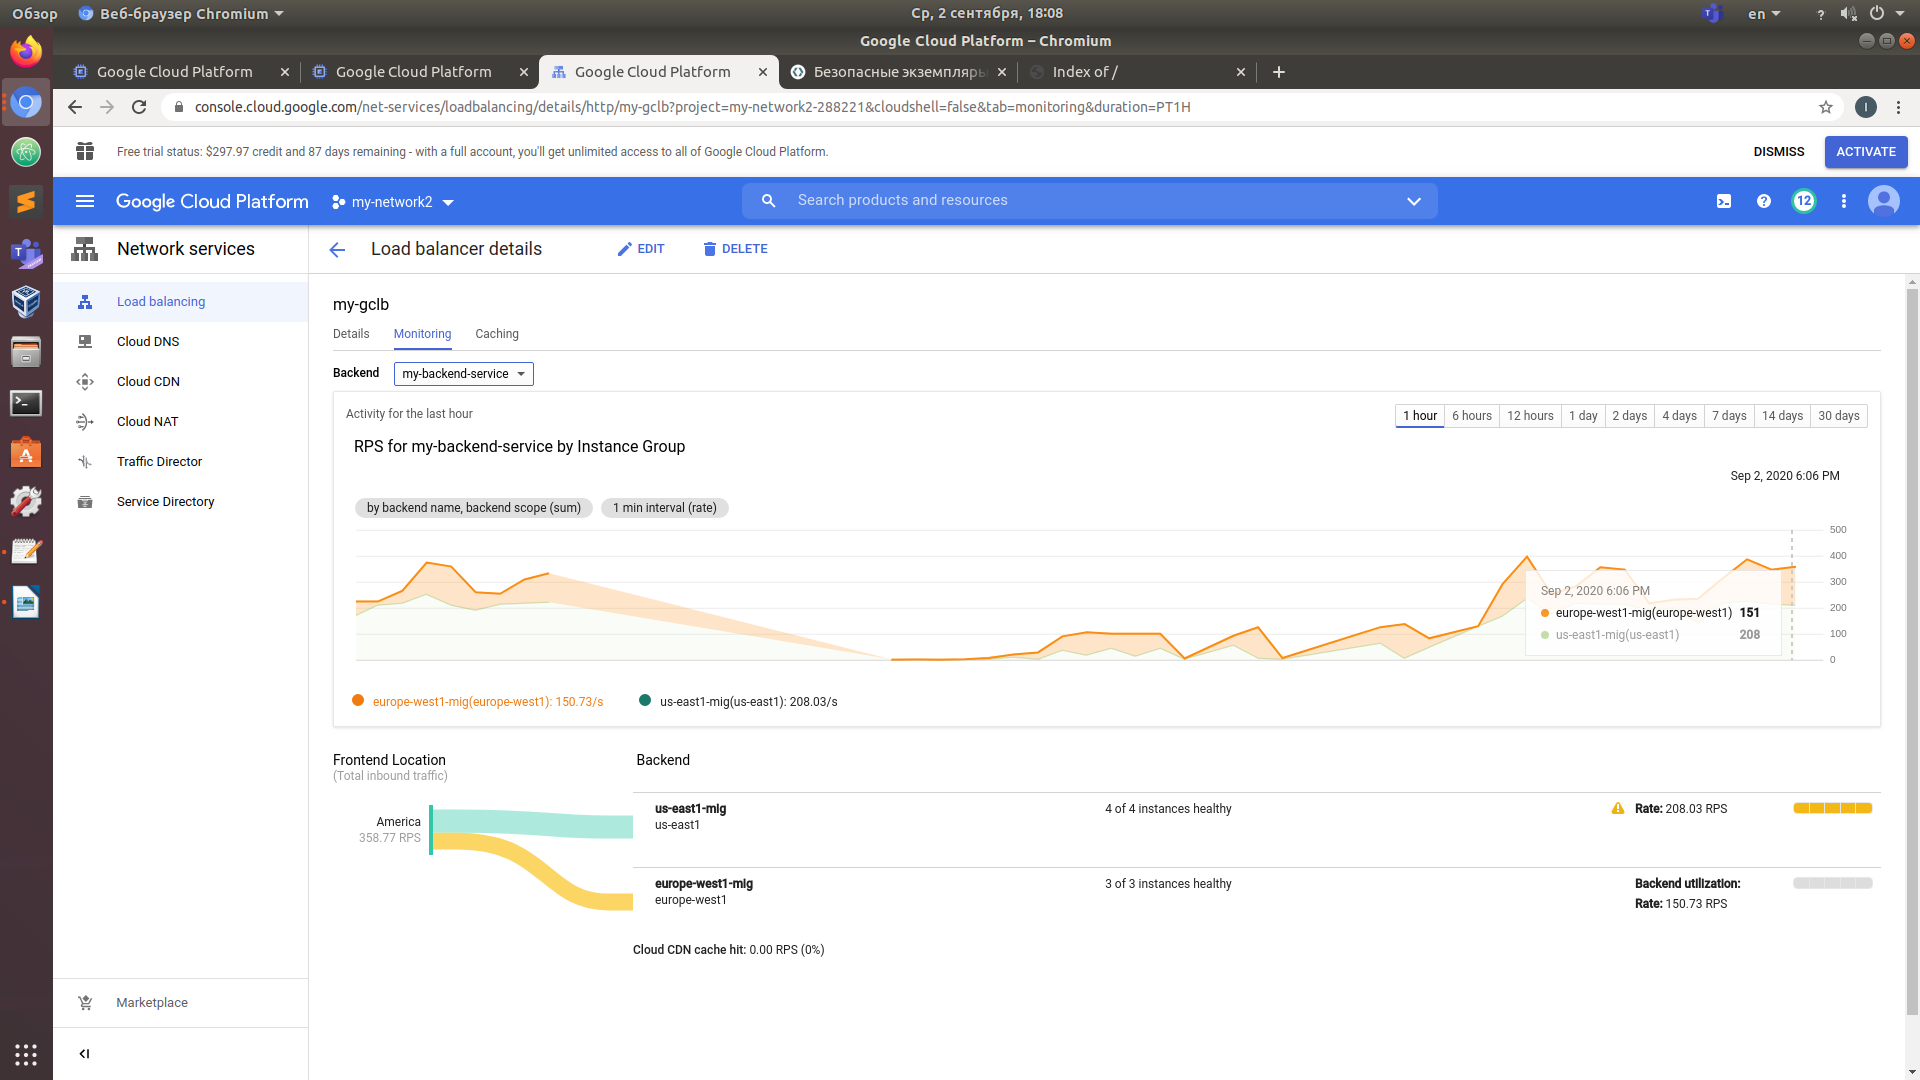 Обзор
Веб-браузер Chromium
Ср, 2 сентября, 18:08
en
?
Google Cloud Platform – Chromium
Google Cloud Platform
Google Cloud Platform
Google Cloud Platform
Безопасные экземпляры
Index of /
console.cloud.google.com/net-services/loadbalancing/details/http/my-gclb?project=my-network2-288221&cloudshell=false&tab=monitoring&duration=PT1H
I
Free trial status: $297.97 credit and 87 days remaining - with a full account, you'll get unlimited access to all of Google Cloud Platform.
DISMISS
ACTIVATE
Google Cloud Platform
my-network2
Search products and resources
12
Network services
Load balancer details
EDIT
DELETE
Load balancing
Cloud DNS
Cloud CDN
Cloud NAT
Traffic Director
Service Directory
Marketplace
my-gclb
Details
Monitoring
Caching
Backend
my-backend-service
Activity for the last hour
1 hour
6 hours
12 hours
1 day
2 days
4 days
7 days
14 days
30 days
RPS for my-backend-service by Instance Group
Sep 2, 2020 6:06 PM
by backend name, backend scope (sum)
1 min interval (rate)
500
400
300
200
100
0
Sep 2, 2020 6:06 PM
europe-west1-mig(europe-west1) 151
us-east1-mig(us-east1) 208
europe-west1-mig(europe-west1): 150.73/s
us-east1-mig(us-east1): 208.03/s
Frontend Location
(Total inbound traffic)
Backend
America
358.77 RPS
us-east1-mig
us-east1
4 of 4 instances healthy
Rate: 208.03 RPS
europe-west1-mig
europe-west1
3 of 3 instances healthy
Backend utilization:
Rate: 150.73 RPS
Cloud CDN cache hit: 0.00 RPS (0%)